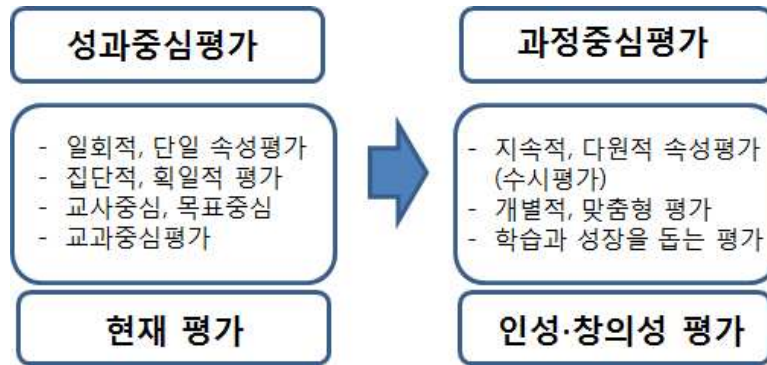 성과중심평가
- 일회적, 단일 속성평가
- 집단적, 획일적 평가
- 교사중심, 목표중심
- 교과중심평가
현재 평가
과정중심평가
- 지속적, 다원적 속성평가
(수시평가)
- 개별적, 맞춤형 평가
- 학습과 성장을 돕는 평가
인성·창의성 평가